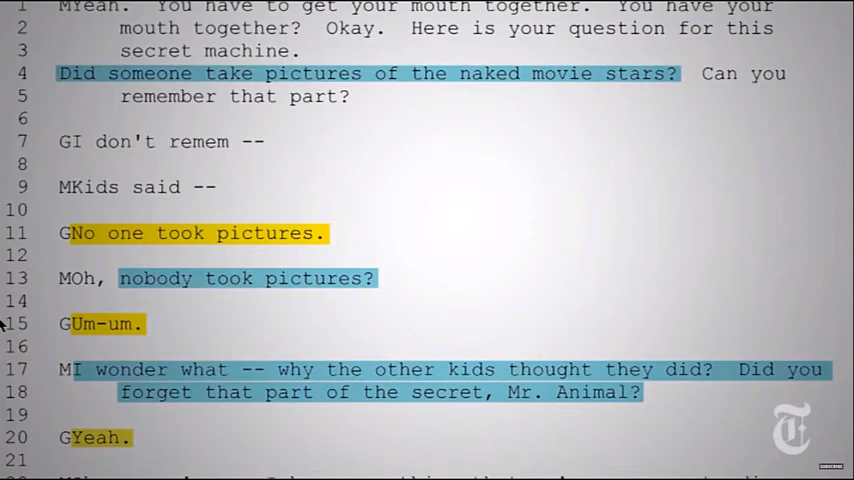 1 MYeah. You have to get your mouth together. You have your
2 mouth together? Okay. Here is your question for this
3 secret machine.
4 Did someone take pictures of the naked movie stars? Can you
5 remember that part?
6
7 GI don't remem --
8
9 MKids said --
10
11 GNo one took pictures.
12
13 MOh, nobody took pictures?
14
15 GUm-um.
16
17 MI wonder what -- why the other kids thought they did? Did you
18 forget that part of the secret, Mr. Animal?
19
20 GYeah.
21
T